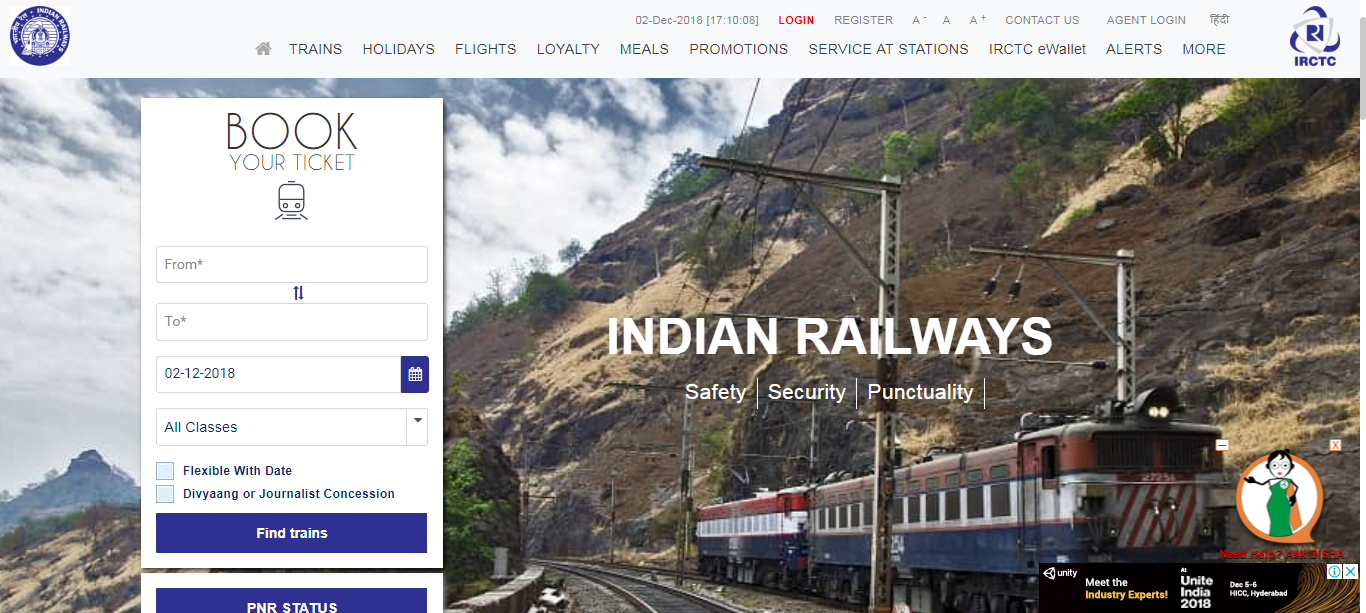 INDIAN RAILWAYS
02-Dec-2018 [17:10:08] LOGIN REGISTER A - A A + CONTACT US AGENT LOGIN हिंदी
TRAINS HOLIDAYS FLIGHTS LOYALTY MEALS PROMOTIONS SERVICE AT STATIONS IRCTC eWallet ALERTS MORE
IRCTC
BOOK
YOUR TICKET
From*
To*
02-12-2018
All Classes
Flexible With Date
Divyaang or Journalist Concession
Find trains
PNR STATUS
INDIAN RAILWAYS
Safety
Security
Punctuality
X
Need Help? Ask DISHA
unity
Meet the
Industry Experts!
At
Unite
India
2018
Dec 5-6
HICC, Hyderabad